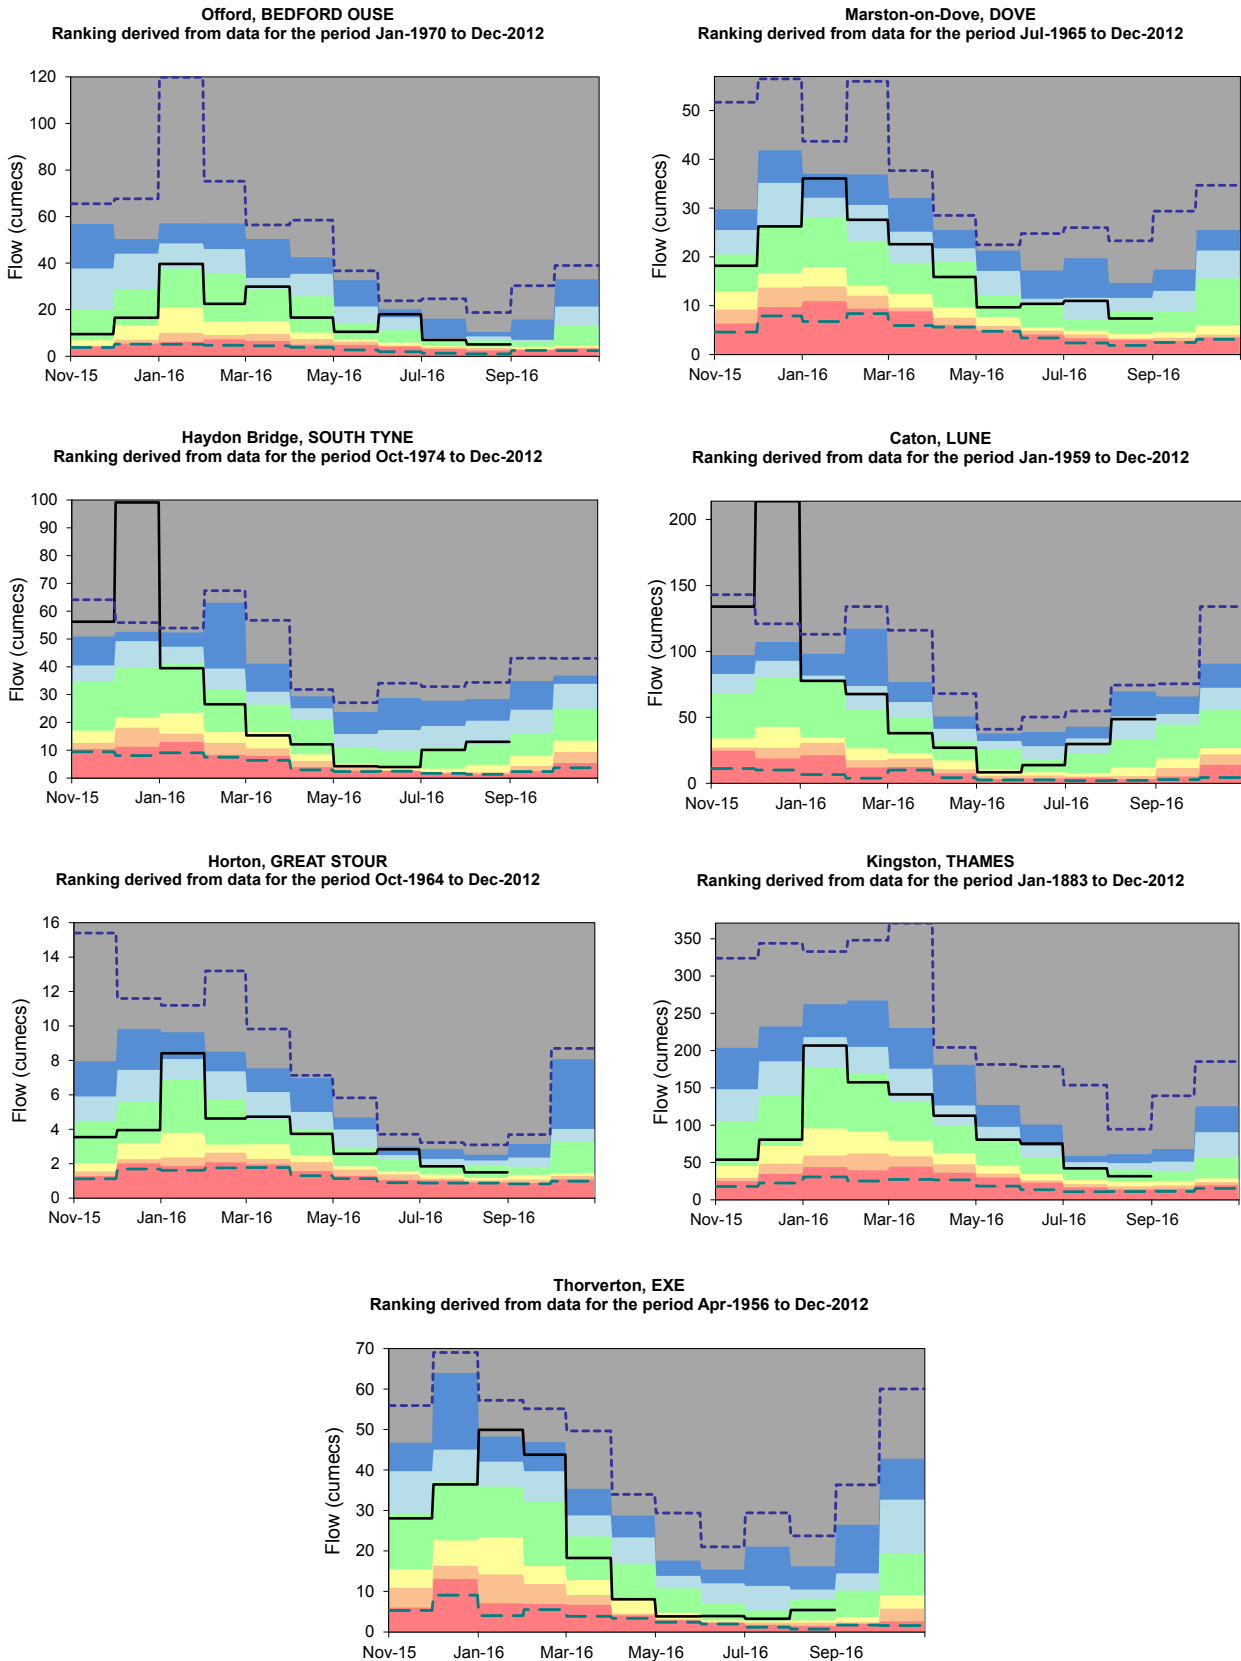 Offord, BEDFORD OUSE
Ranking derived from data for the period Jan-1970 to Dec-2012
Flow (cumecs)
120
100
80
60
40
20
0
Nov-15 Jan-16 Mar-16 May-16 Jul-16 Sep-16
Marston-on-Dove, DOVE
Ranking derived from data for the period Jul-1965 to Dec-2012
Flow (cumecs)
50
40
30
20
10
0
Nov-15 Jan-16 Mar-16 May-16 Jul-16 Sep-16
Haydon Bridge, SOUTH TYNE
Ranking derived from data for the period Oct-1974 to Dec-2012
Flow (cumecs)
100
90
80
70
60
50
40
30
20
10
0
Nov-15 Jan-16 Mar-16 May-16 Jul-16 Sep-16
Caton, LUNE
Ranking derived from data for the period Jan-1959 to Dec-2012
Flow (cumecs)
200
150
100
50
0
Nov-15 Jan-16 Mar-16 May-16 Jul-16 Sep-16
Horton, GREAT STOUR
Ranking derived from data for the period Oct-1964 to Dec-2012
Flow (cumecs)
16
14
12
10
8
6
4
2
0
Nov-15 Jan-16 Mar-16 May-16 Jul-16 Sep-16
Kingston, THAMES
Ranking derived from data for the period Jan-1883 to Dec-2012
Flow (cumecs)
350
300
250
200
150
100
50
0
Nov-15 Jan-16 Mar-16 May-16 Jul-16 Sep-16
Thorverton, EXE
Ranking derived from data for the period Apr-1956 to Dec-2012
Flow (cumecs)
70
60
50
40
30
20
10
0
Nov-15 Jan-16 Mar-16 May-16 Jul-16 Sep-16